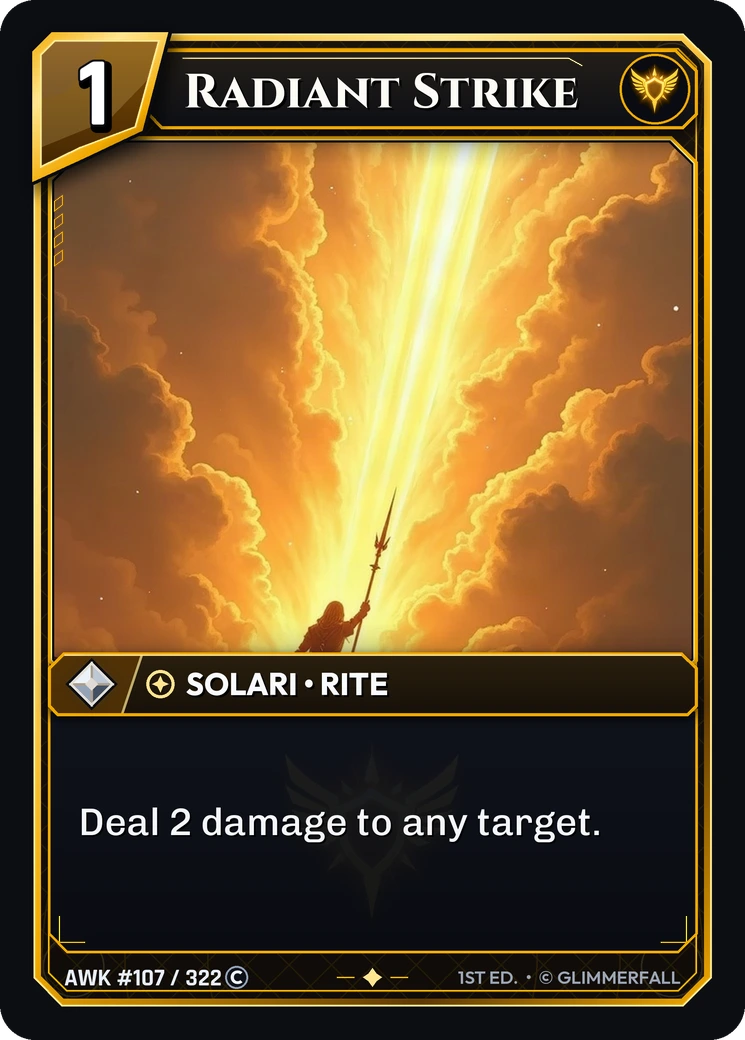 1
RADIANT STRIKE
SOLARI • RITE
Deal 2 damage to any target.
AWK #107 / 322 Ⓒ
1ST ED. • © GLIMMERFALL